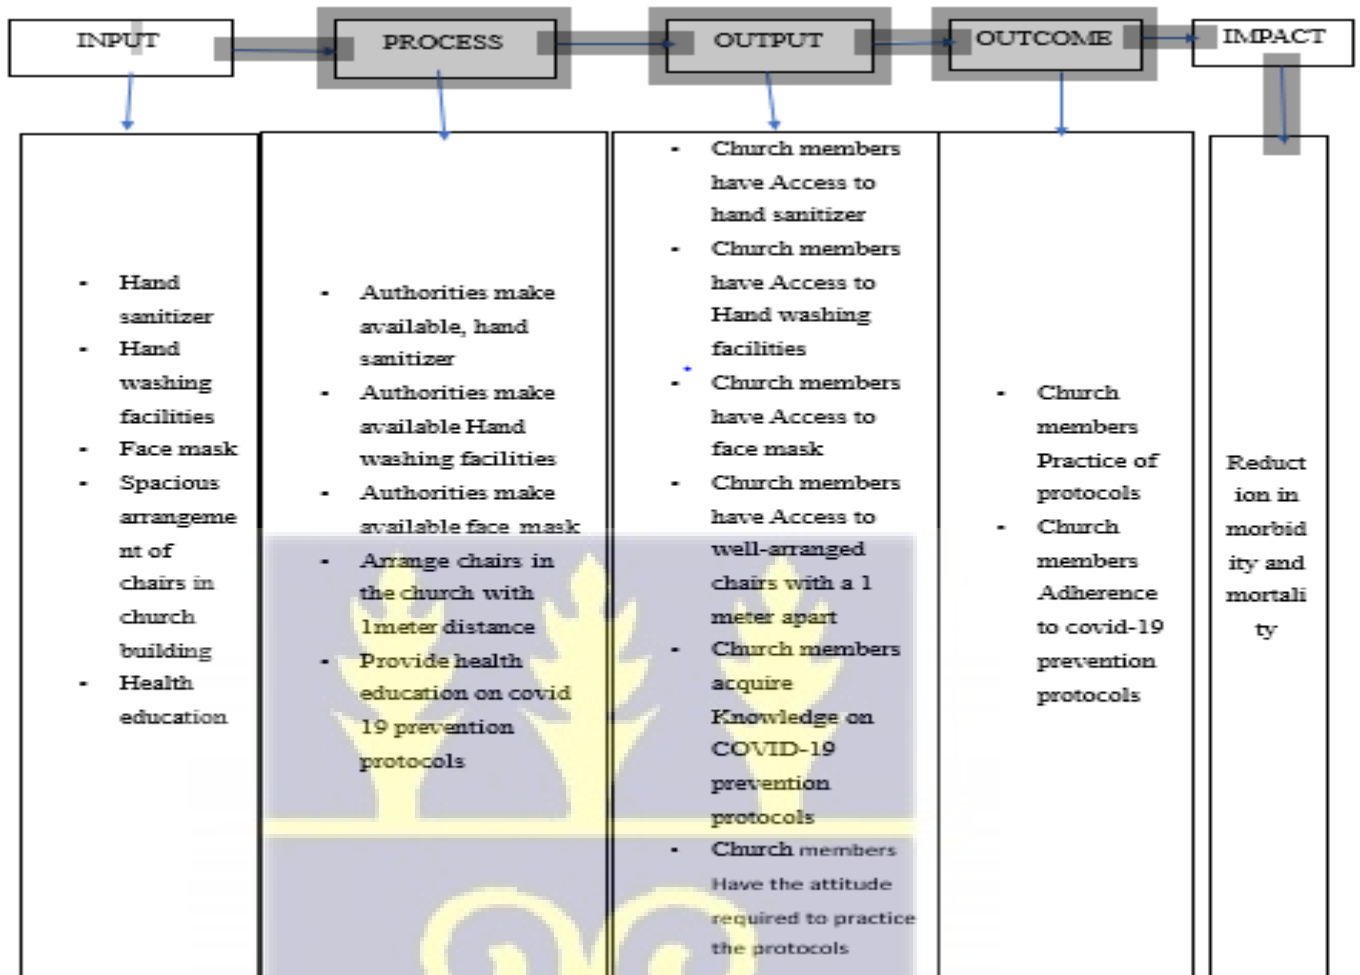 INPUT
PROCESS
OUTPUT
OUTCOME
IMPACT
- Hand
sanitizer
- Hand
washing
facilities
- Face mask
- Spacious
arrangeme
nt of
chairs in
church
building
- Health
education
- Authorities make
available, hand
sanitizer
- Authorities make
available Hand
washing facilities
- Authorities make
available face mask
- Arrange chairs in
the church with
1meter distance
- Provide health
education on covid
19 prevention
protocols
- Church members
have Access to
hand sanitizer
- Church members
have Access to
Hand washing
facilities
- Church members
have Access to
face mask
- Church members
have Access to
well-arranged
chairs with a 1
meter apart
- Church members
acquire
Knowledge on
COVID-19
prevention
protocols
- Church members
Have the attitude
required to practice
the protocols
- Church
members
Practice of
protocols
- Church
members
Adherence
to covid-19
prevention
protocols
Reduct
ion in
morbid
ity and
mortali
ty